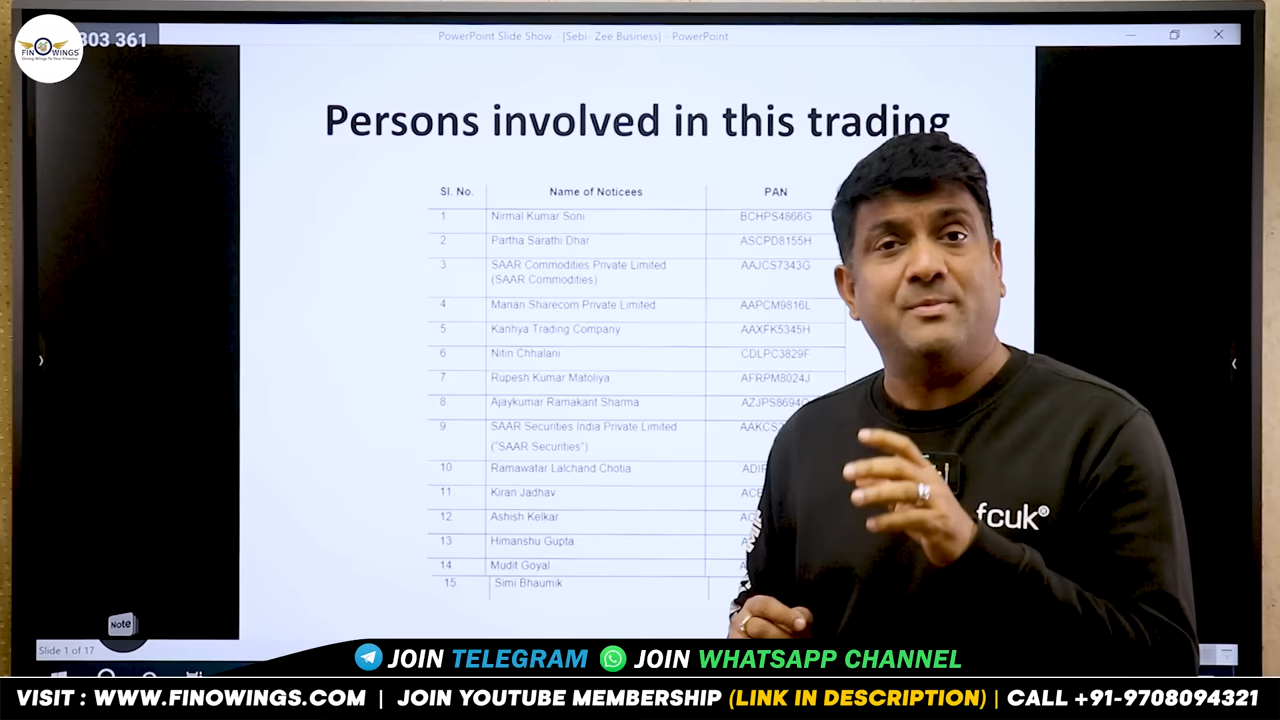 303 361
FINOWINGS
Giving Wings To Your Finance
PowerPoint Slide Show - [Sebi- Zee Business] - PowerPoint
Persons involved in this trading
Sl. No. Name of Noticees PAN
1 Nirmal Kumar Soni BCHPS4866G
2 Partha Sarathi Dhar ASCPD8155H
3 SAAR Commodities Private Limited AAJCS7343G
(SAAR Commodities)
4 Manan Sharecom Private Limited AAPCM9816L
5 Kanhya Trading Company AAXFK5345H
6 Nitin Chhalani CDLPC3829F
7 Rupesh Kumar Matoliya AFRPM8024J
8 Ajaykumar Ramakant Sharma AZJPS8694
9 SAAR Securities India Private Limited AAKCS
("SAAR Securities")
10 Ramawatar Lalchand Chotia
11 Kiran Jadhav
12 Ashish Kelkar
13 Himanshu Gupta
14 Mudit Goyal
15 Simi Bhaumik
fcuk®
Note
Slide 1 of 17
JOIN TELEGRAM JOIN WHATSAPP CHANNEL
VISIT : WWW.FINOWINGS.COM | JOIN YOUTUBE MEMBERSHIP (LINK IN DESCRIPTION) | CALL +91-9708094321